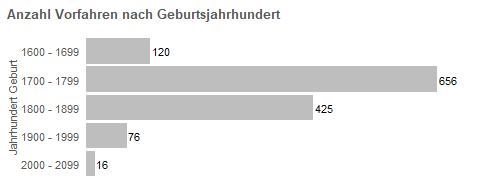 Anzahl Vorfahren nach Geburtsjahrhundert
Jahrhundert Geburt
1600 - 1699 120
1700 - 1799 656
1800 - 1899 425
1900 - 1999 76
2000 - 2099 16